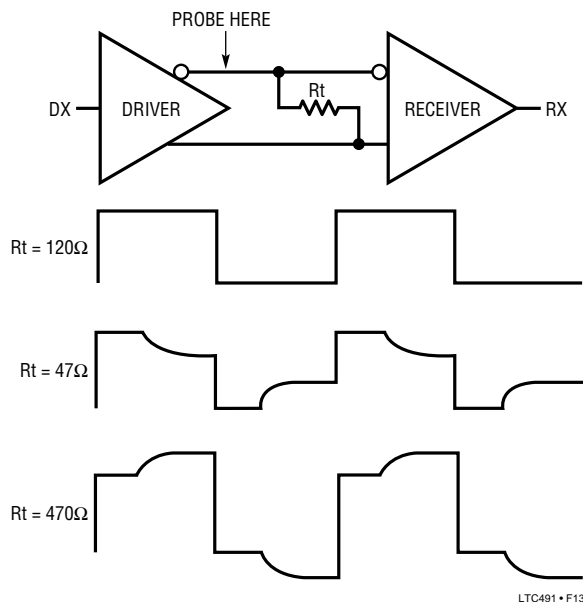 PROBE HERE
Rt
DX
DRIVER
RECEIVER
RX
Rt = 120Ω
Rt = 47Ω
Rt = 470Ω
LTC491 • F13